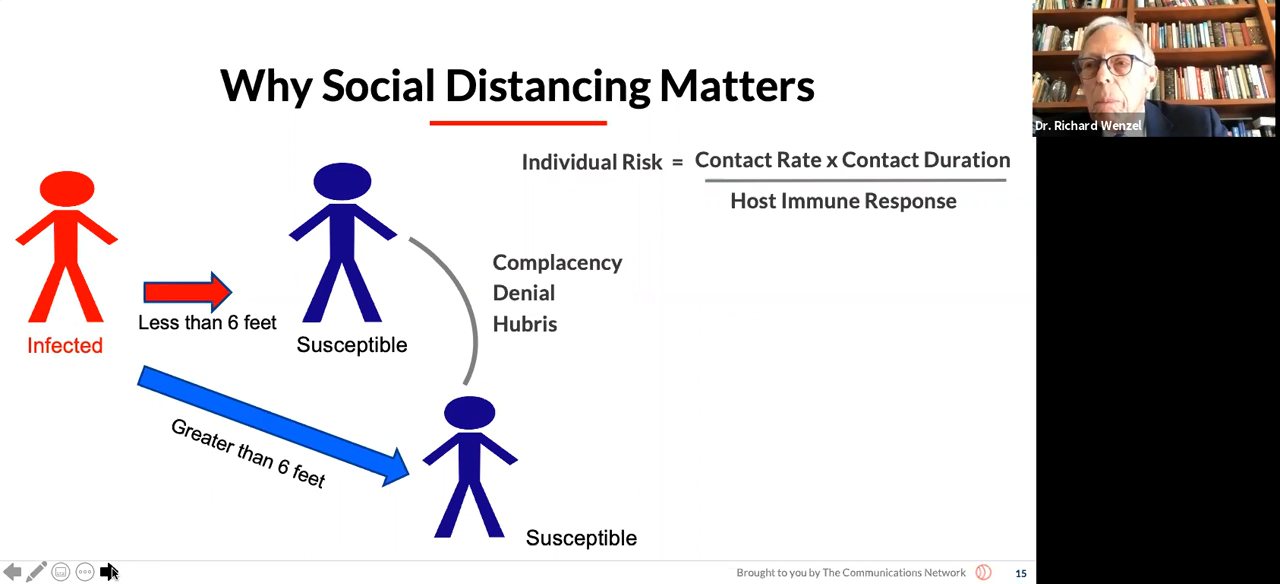 Why Social Distancing Matters
Dr. Richard Wenzel
Individual Risk = Contact Rate x Contact Duration
Host Immune Response
Complacency
Denial
Hubris
Less than 6 feet
Infected
Susceptible
Greater than 6 feet
Susceptible
Brought to you by The Communications Network
15